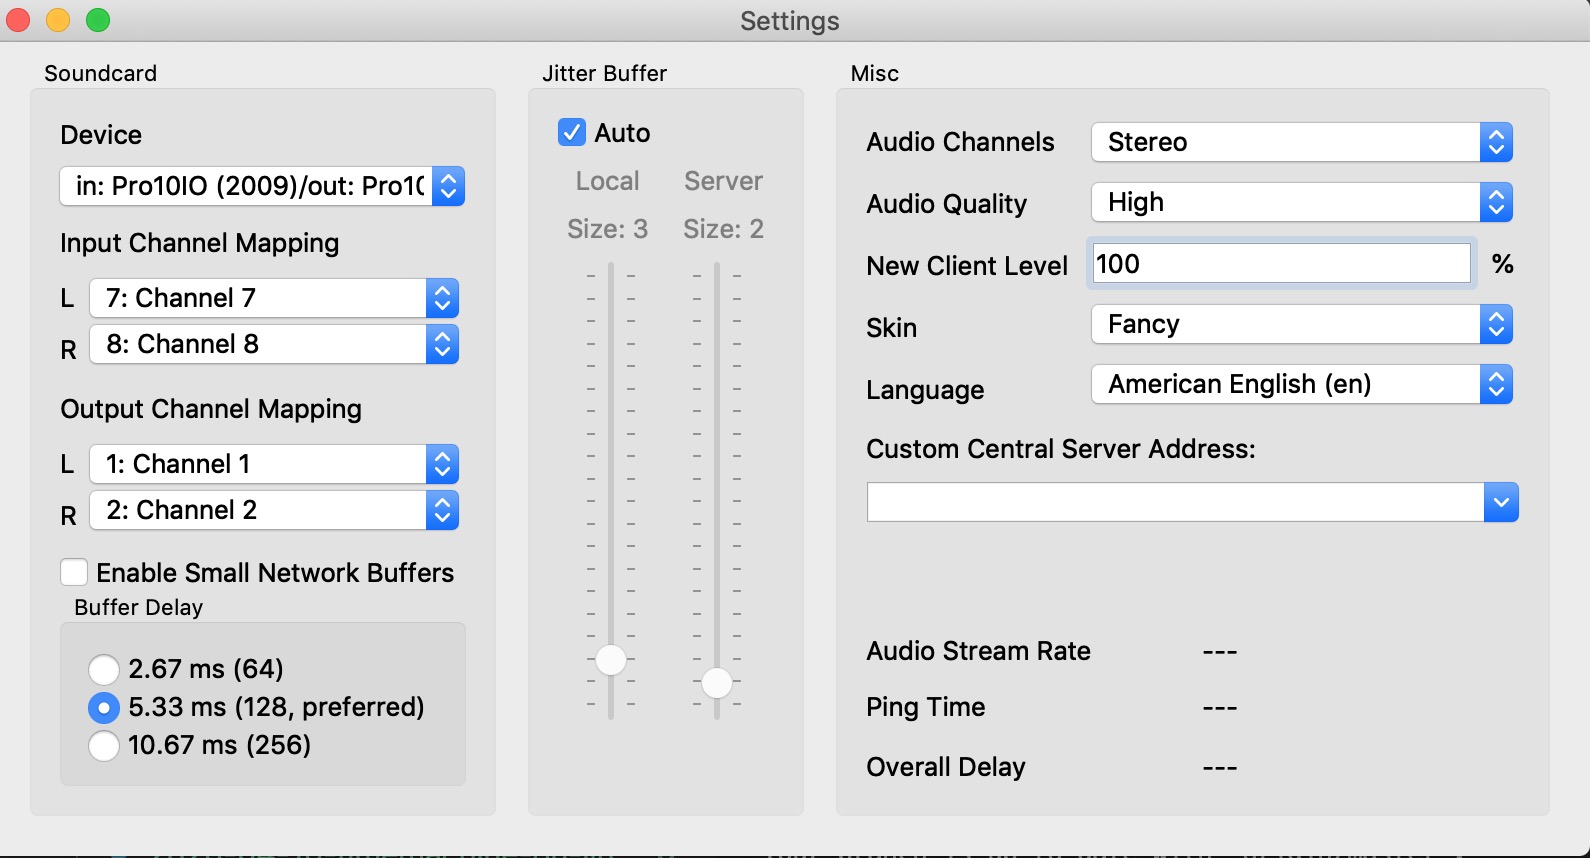 Settings
Soundcard
Device
in: Pro10IO (2009)/out: Pro1
Input Channel Mapping
L 7: Channel 7
R 8: Channel 8
Output Channel Mapping
L 1: Channel 1
R 2: Channel 2
Enable Small Network Buffers
Buffer Delay
2.67 ms (64)
5.33 ms (128, preferred)
10.67 ms (256)
Jitter Buffer
Auto
Local Server
Size: 3 Size: 2
Misc
Audio Channels Stereo
Audio Quality High
New Client Level 100 %
Skin Fancy
Language American English (en)
Custom Central Server Address:
Audio Stream Rate ---
Ping Time ---
Overall Delay ---